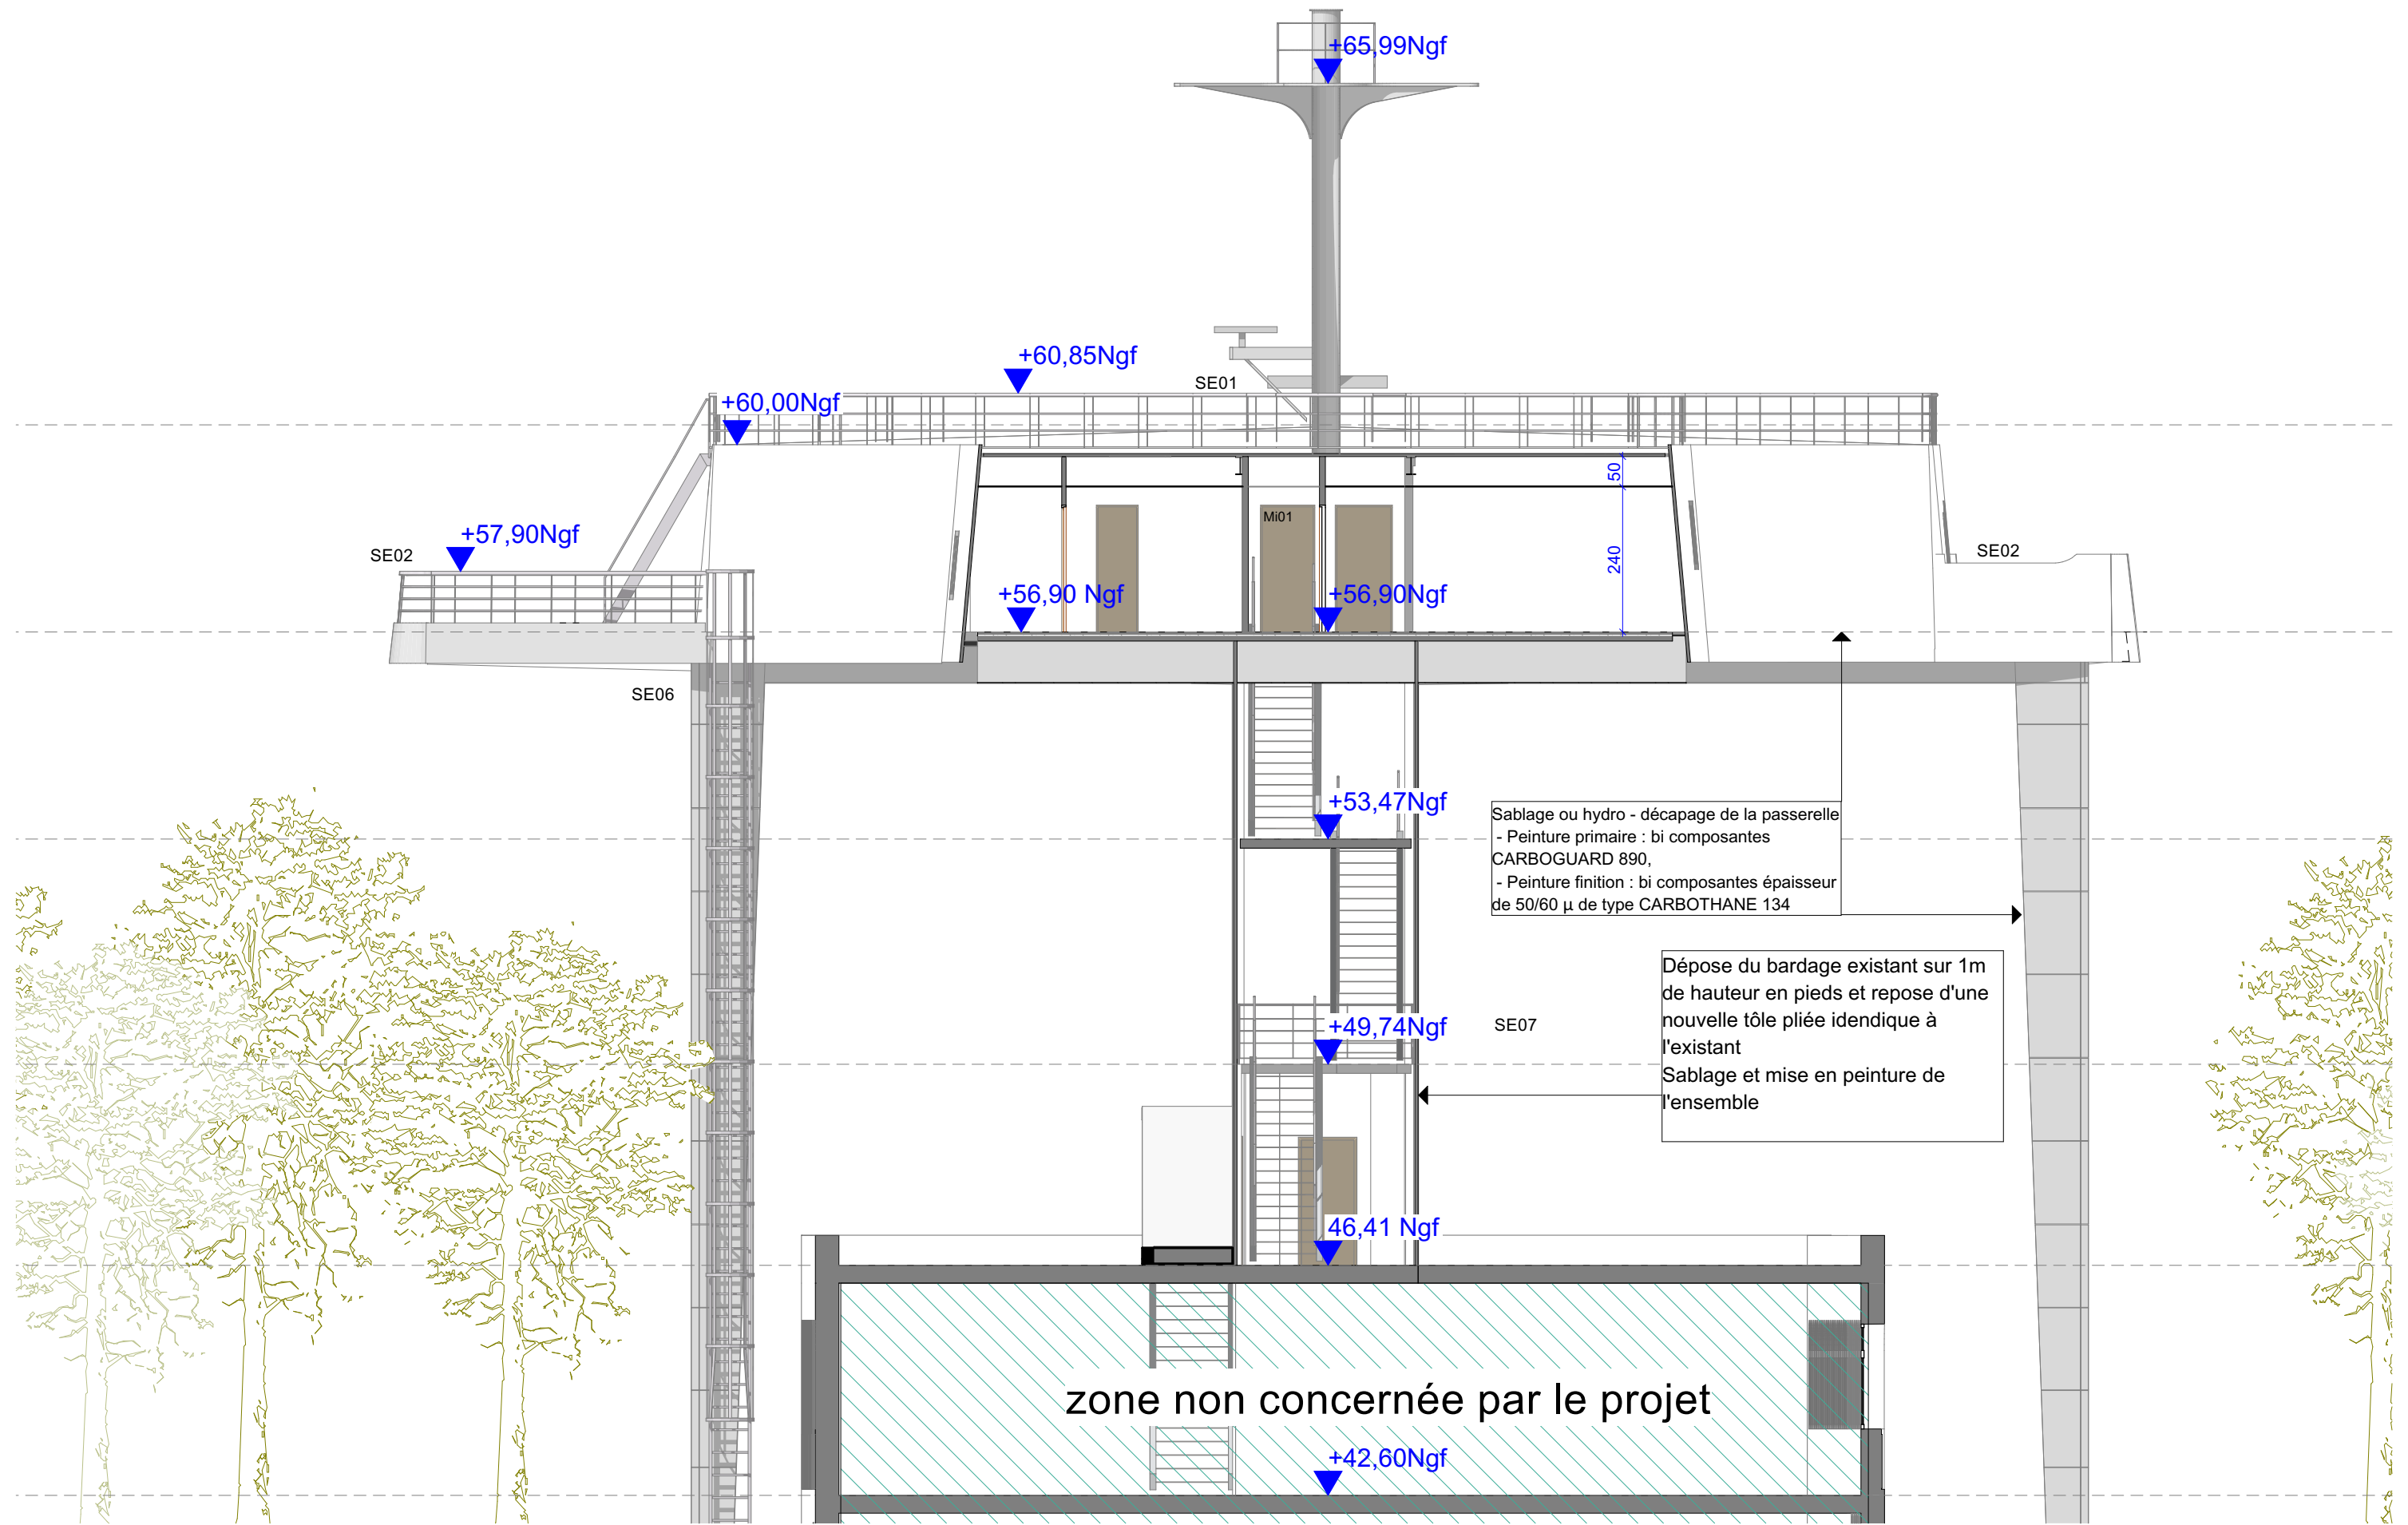 +65,99Ngf
+60,85Ngf
SE01
+60,00Ngf
50
+57,90Ngf
SE02
Mi01
SE02
240
+56,90 Ngf
+56,90Ngf
SE06
+53,47Ngf
Sablage ou hydro - décapage de la passerelle
- Peinture primaire : bi composantes
CARBOGUARD 890,
- Peinture finition : bi composantes épaisseur
de 50/60 µ de type CARBOTHANE 134
Dépose du bardage existant sur 1m
de hauteur en pieds et repose d'une
nouvelle tôle pliée idendique à
l'existant
Sablage et mise en peinture de
l'ensemble
+49,74Ngf
SE07
46,41 Ngf
zone non concernée par le projet
+42,60Ngf